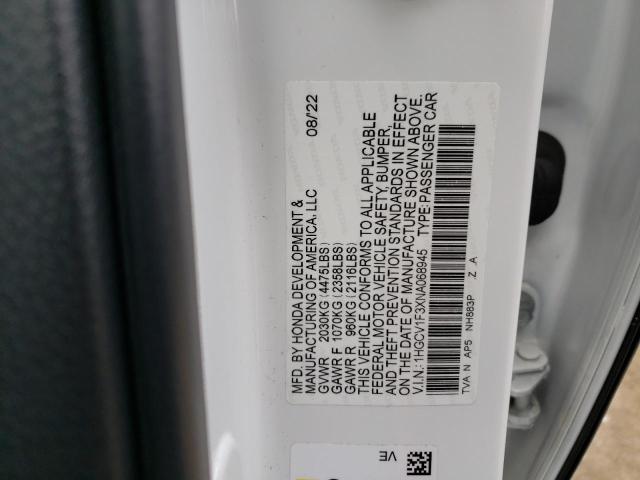 MFD. BY HONDA DEVELOPMENT & 08/22
MANUFACTURING OF AMERICA, LLC
GVWR 2030KG (4475LBS)
GAWR F 1070KG (2358LBS)
GAWR R 960KG (2116LBS)
THIS VEHICLE CONFORMS TO ALL APPLICABLE
FEDERAL MOTOR VEHICLE SAFETY, BUMPER,
AND THEFT PREVENTION STANDARDS IN EFFECT
ON THE DATE OF MANUFACTURE SHOWN ABOVE.
V.I.N.: 1HGCV1F3XNA068945 TYPE: PASSENGER CAR
TVA N AP5 NH883P Z A
VE